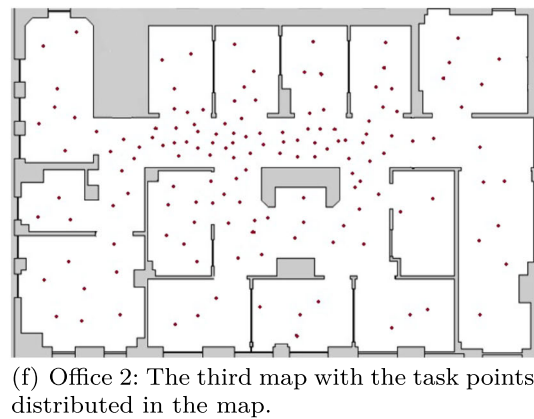 (f) Office 2: The third map with the task points
distributed in the map.